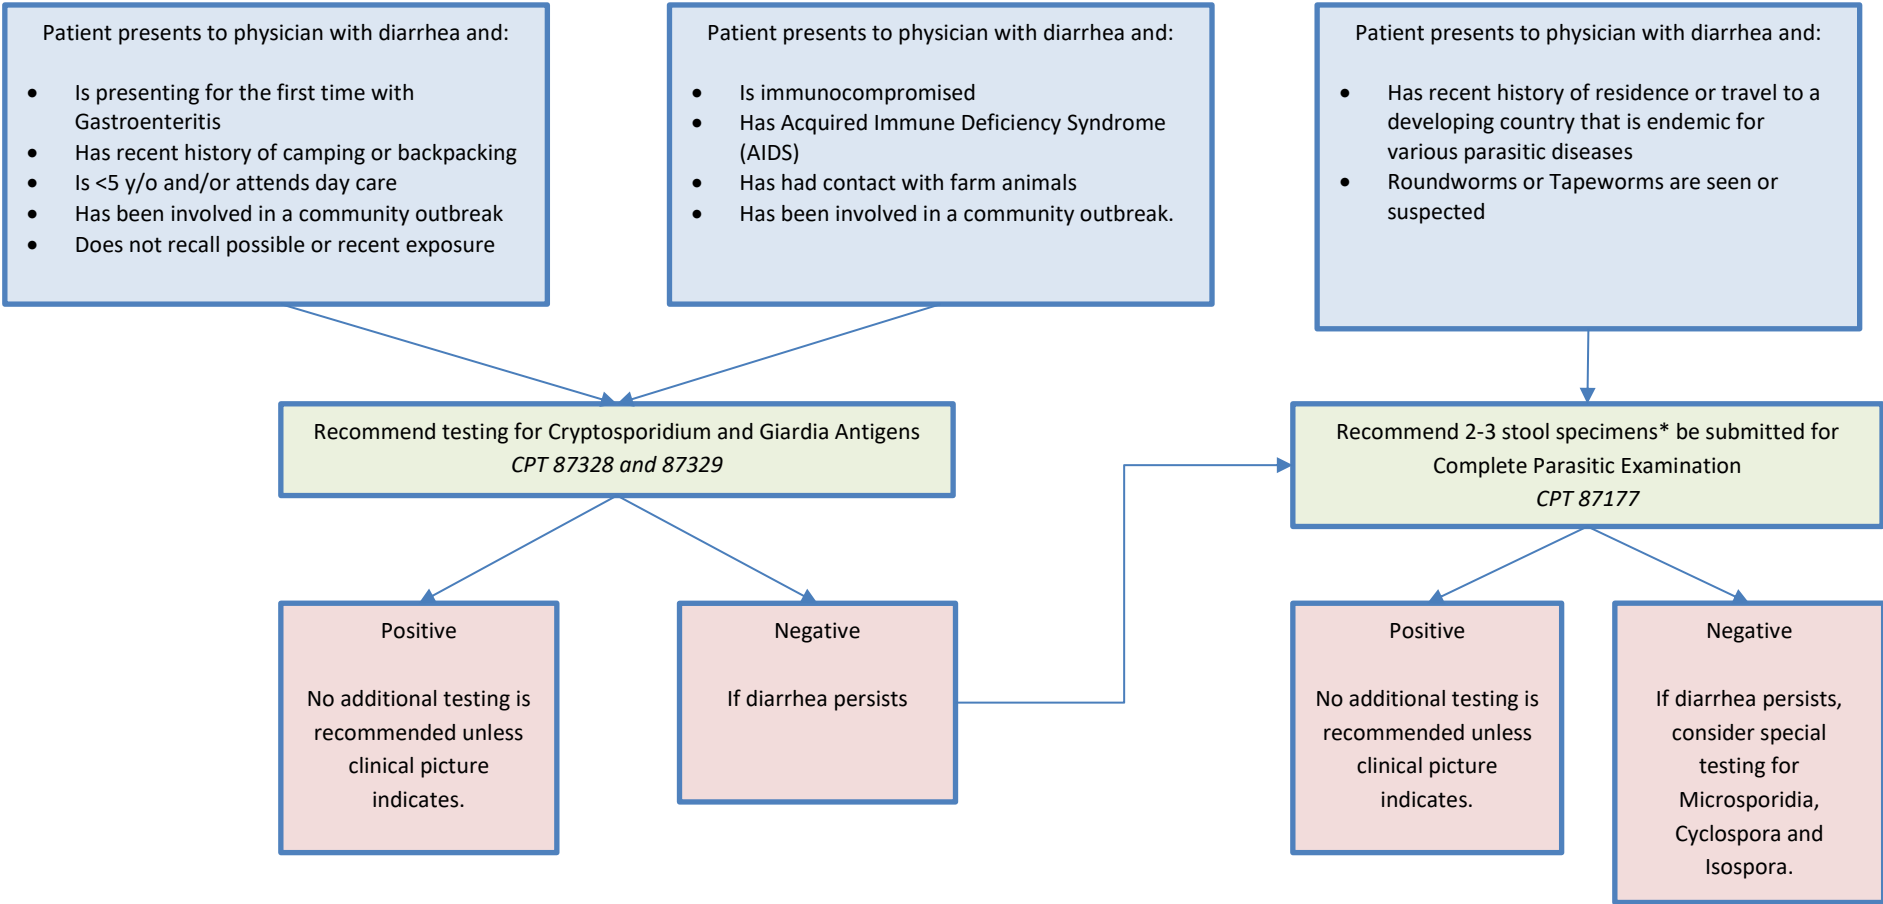 Patient presents to physician with diarrhea and:
• Is presenting for the first time with
Gastroenteritis
• Has recent history of camping or backpacking
• Is <5 y/o and/or attends day care
• Has been involved in a community outbreak
• Does not recall possible or recent exposure
Patient presents to physician with diarrhea and:
• Is immunocompromised
• Has Acquired Immune Deficiency Syndrome
(AIDS)
• Has had contact with farm animals
• Has been involved in a community outbreak.
Patient presents to physician with diarrhea and:
• Has recent history of residence or travel to a
developing country that is endemic for
various parasitic diseases
• Roundworms or Tapeworms are seen or
suspected
Recommend testing for Cryptosporidium and Giardia Antigens
CPT 87328 and 87329
Recommend 2-3 stool specimens* be submitted for
Complete Parasitic Examination
CPT 87177
Positive
No additional testing is
recommended unless
clinical picture
indicates.
Negative
If diarrhea persists
Positive
No additional testing is
recommended unless
clinical picture
indicates.
Negative
If diarrhea persists,
consider special
testing for
Microsporidia,
Cyclospora and
Isospora.